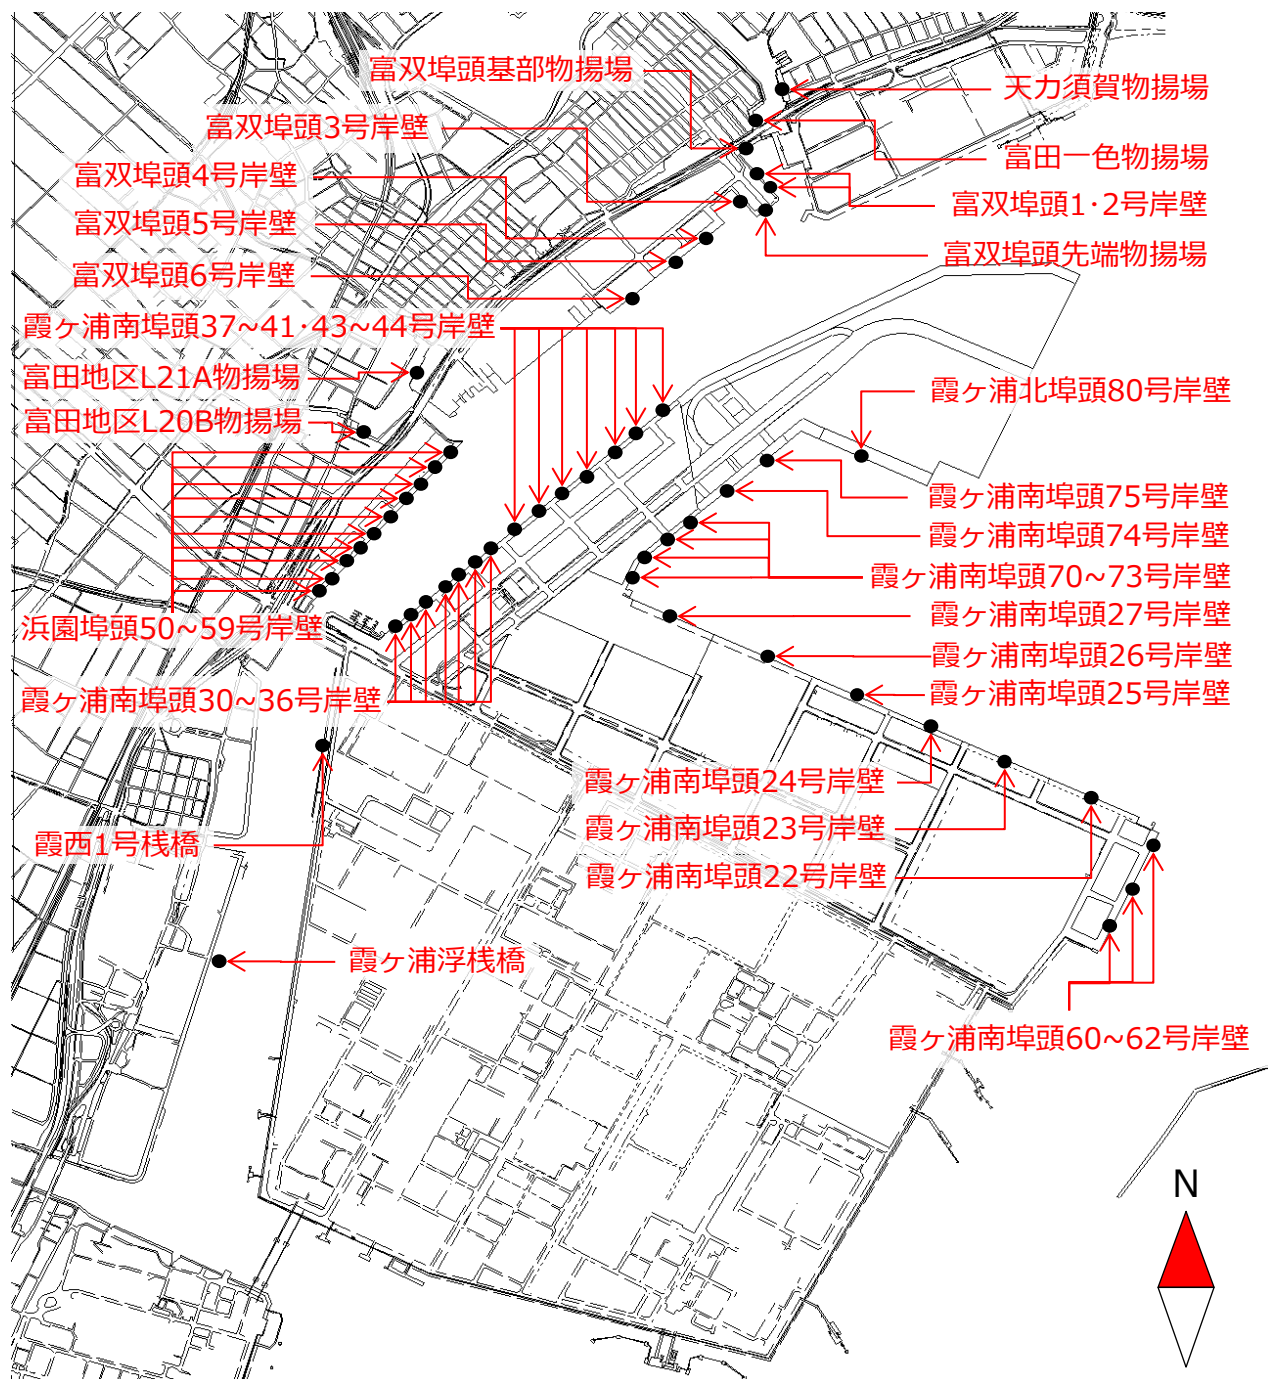 富双埠頭基部物揚場
天力須賀物揚場
富双埠頭3号岸壁
富田一色物揚場
富双埠頭4号岸壁
富双埠頭1·2号岸壁
富双埠頭5号岸壁
富双埠頭先端物揚場
富双埠頭6号岸壁
霞ヶ浦南埠頭37~41·43~44号岸壁
富田地区L21A物揚場
霞ヶ浦北埠頭80号岸壁
富田地区L20B物揚場
霞ヶ浦南埠頭75号岸壁
霞ヶ浦南埠頭74号岸壁
霞ヶ浦南埠頭70~73号岸壁
霞ヶ浦南埠頭27号岸壁
浜園埠頭50~59号岸壁
霞ヶ浦南埠頭26号岸壁
霞ヶ浦南埠頭25号岸壁
霞ヶ浦南埠頭30~36号岸壁
霞ヶ浦南埠頭24号岸壁
霞ヶ浦南埠頭23号岸壁
霞西1号桟橋
霞ヶ浦南埠頭22号岸壁
霞ヶ浦浮桟橋
霞ヶ浦南埠頭60~62号岸壁
N